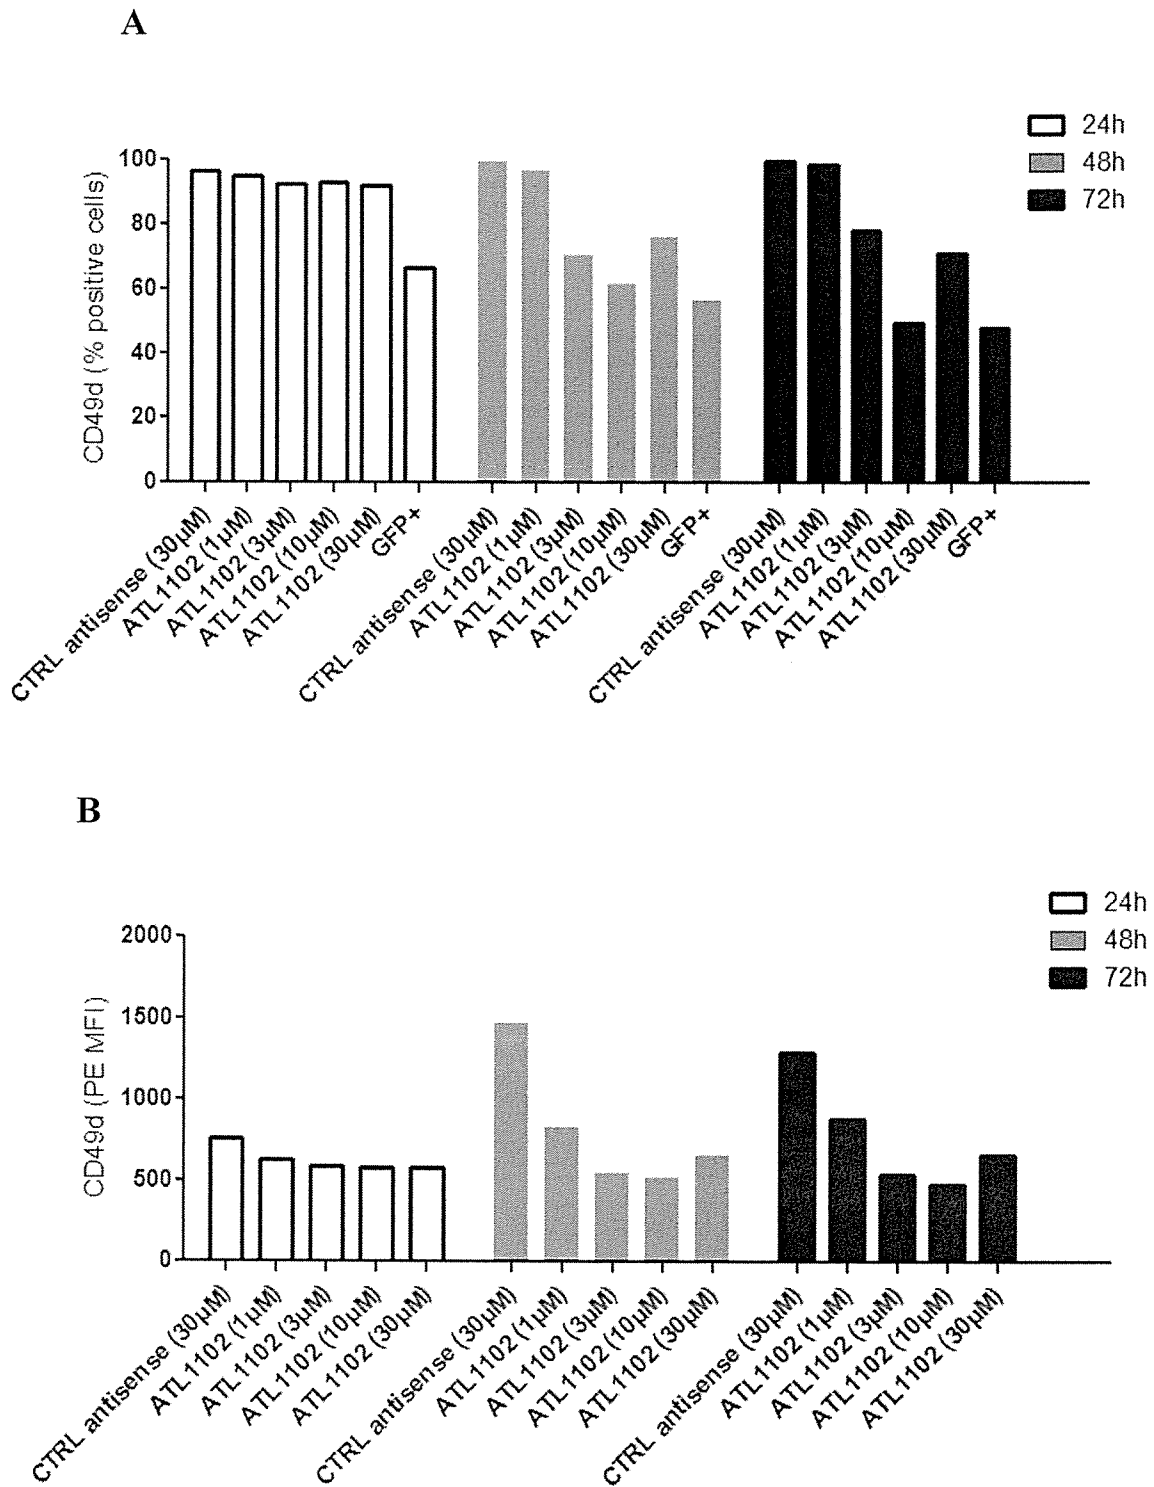 A
24h
48h
72h
100
80
60
40
20
0
CD49d (% positive cells)
CTRL antisense (30µM)
ATL1102 (1µM)
ATL1102 (3µM)
ATL1102 (10µM)
ATL1102 (30µM)
GFP+
CTRL antisense (30µM)
ATL1102 (1µM)
ATL1102 (3µM)
ATL1102 (10µM)
ATL1102 (30µM)
GFP+
CTRL antisense (30µM)
ATL1102 (1µM)
ATL1102 (3µM)
ATL1102 (10µM)
ATL1102 (30µM)
GFP+
B
24h
48h
72h
2000
1500
1000
500
0
CD49d (PE MFI)
CTRL antisense (30µM)
ATL1102 (1µM)
ATL1102 (3µM)
ATL1102 (10µM)
ATL1102 (30µM)
CTRL antisense (30µM)
ATL1102 (1µM)
ATL1102 (3µM)
ATL1102 (10µM)
ATL1102 (30µM)
CTRL antisense (30µM)
ATL1102 (1µM)
ATL1102 (3µM)
ATL1102 (10µM)
ATL1102 (30µM)